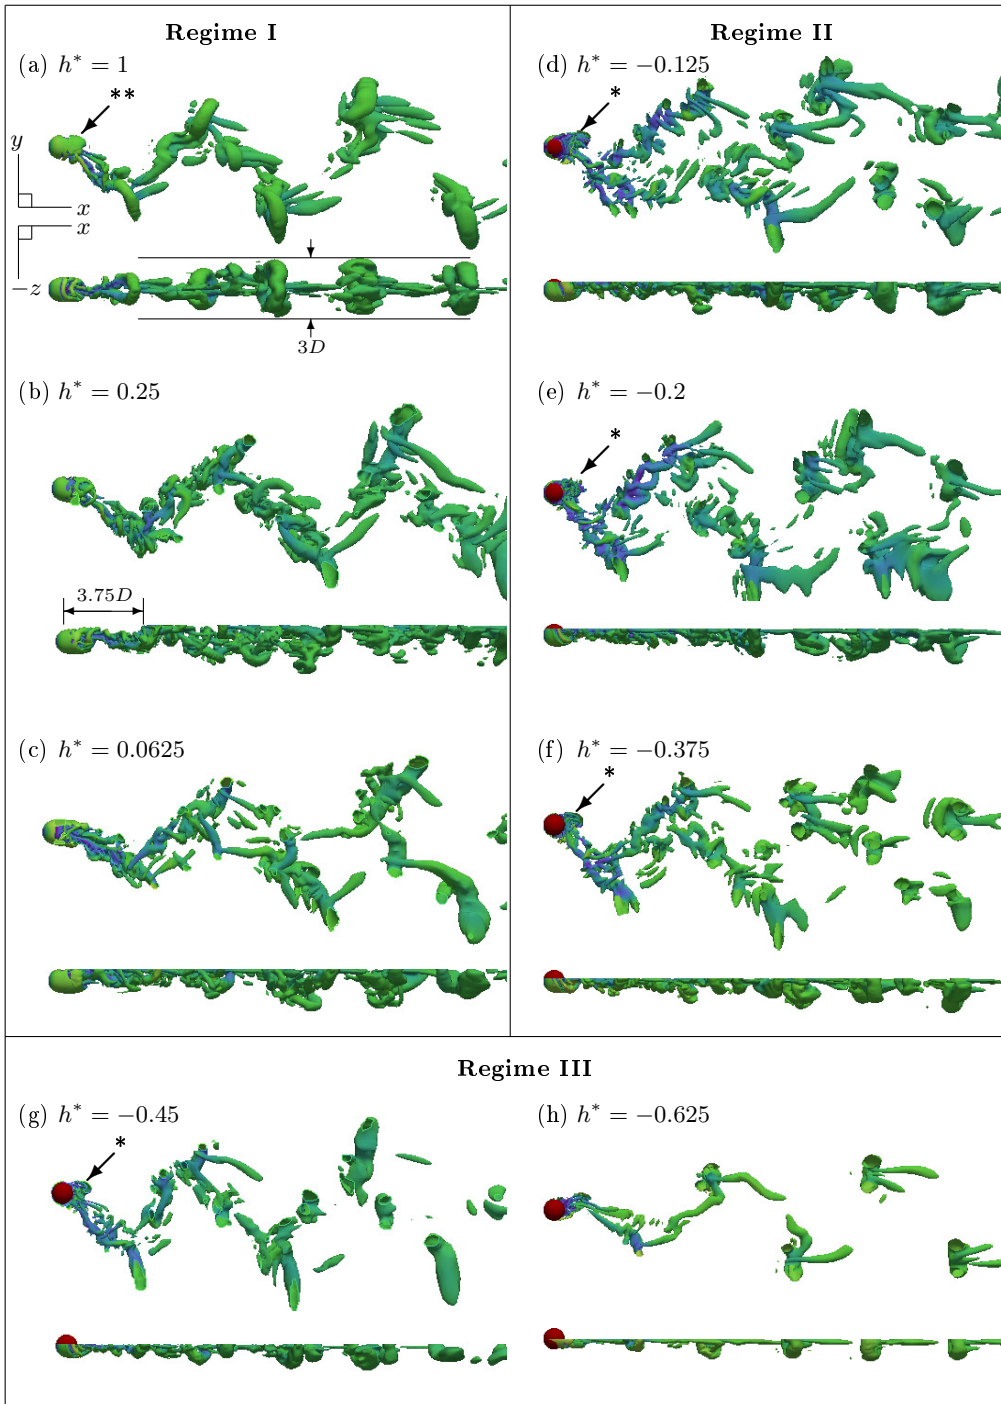 Regime I
(a) h* = 1
**
y
x
x
−z
3D
(b) h* = 0.25
3.75D
(c) h* = 0.0625
Regime II
(d) h* = −0.125
*
(e) h* = −0.2
*
(f) h* = −0.375
*
Regime III
(g) h* = −0.45
*
(h) h* = −0.625